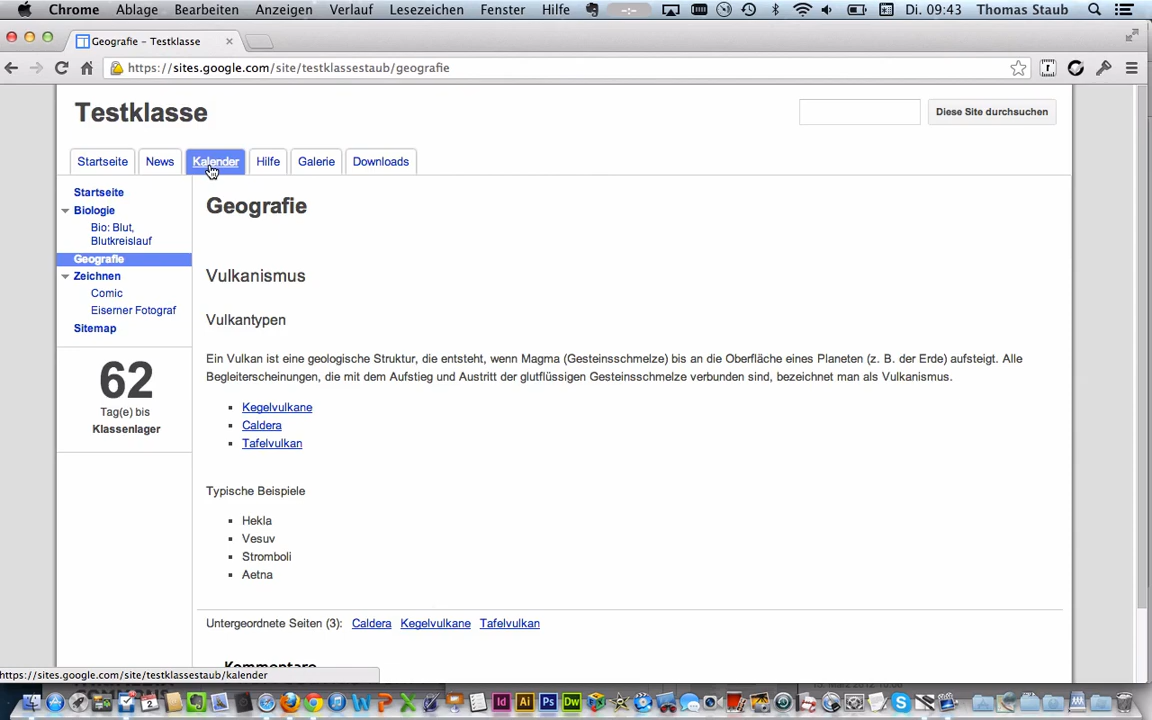 Chrome Ablage Bearbeiten Anzeigen Verlauf Lesezeichen Fenster Hilfe Di. 09:43 Thomas Staub
Geografie – Testklasse
https://sites.google.com/site/testklassestaub/geografie
Testklasse
Diese Site durchsuchen
Startseite News Kalender Hilfe Galerie Downloads
Startseite
Biologie
Bio: Blut,
Blutkreislauf
Geografie
Zeichnen
Comic
Eiserner Fotograf
Sitemap
62
Tag(e) bis
Klassenlager
Geografie
Vulkanismus
Vulkantypen
Ein Vulkan ist eine geologische Struktur, die entsteht, wenn Magma (Gesteinsschmelze) bis an die Oberfläche eines Planeten (z. B. der Erde) aufsteigt. Alle
Begleiterscheinungen, die mit dem Aufstieg und Austritt der glutflüssigen Gesteinsschmelze verbunden sind, bezeichnet man als Vulkanismus.
Kegelvulkane
Caldera
Tafelvulkan
Typische Beispiele
Hekla
Vesuv
Stromboli
Aetna
Untergeordnete Seiten (3): Caldera Kegelvulkane Tafelvulkan
Kommentare
https://sites.google.com/site/testklassestaub/kalender